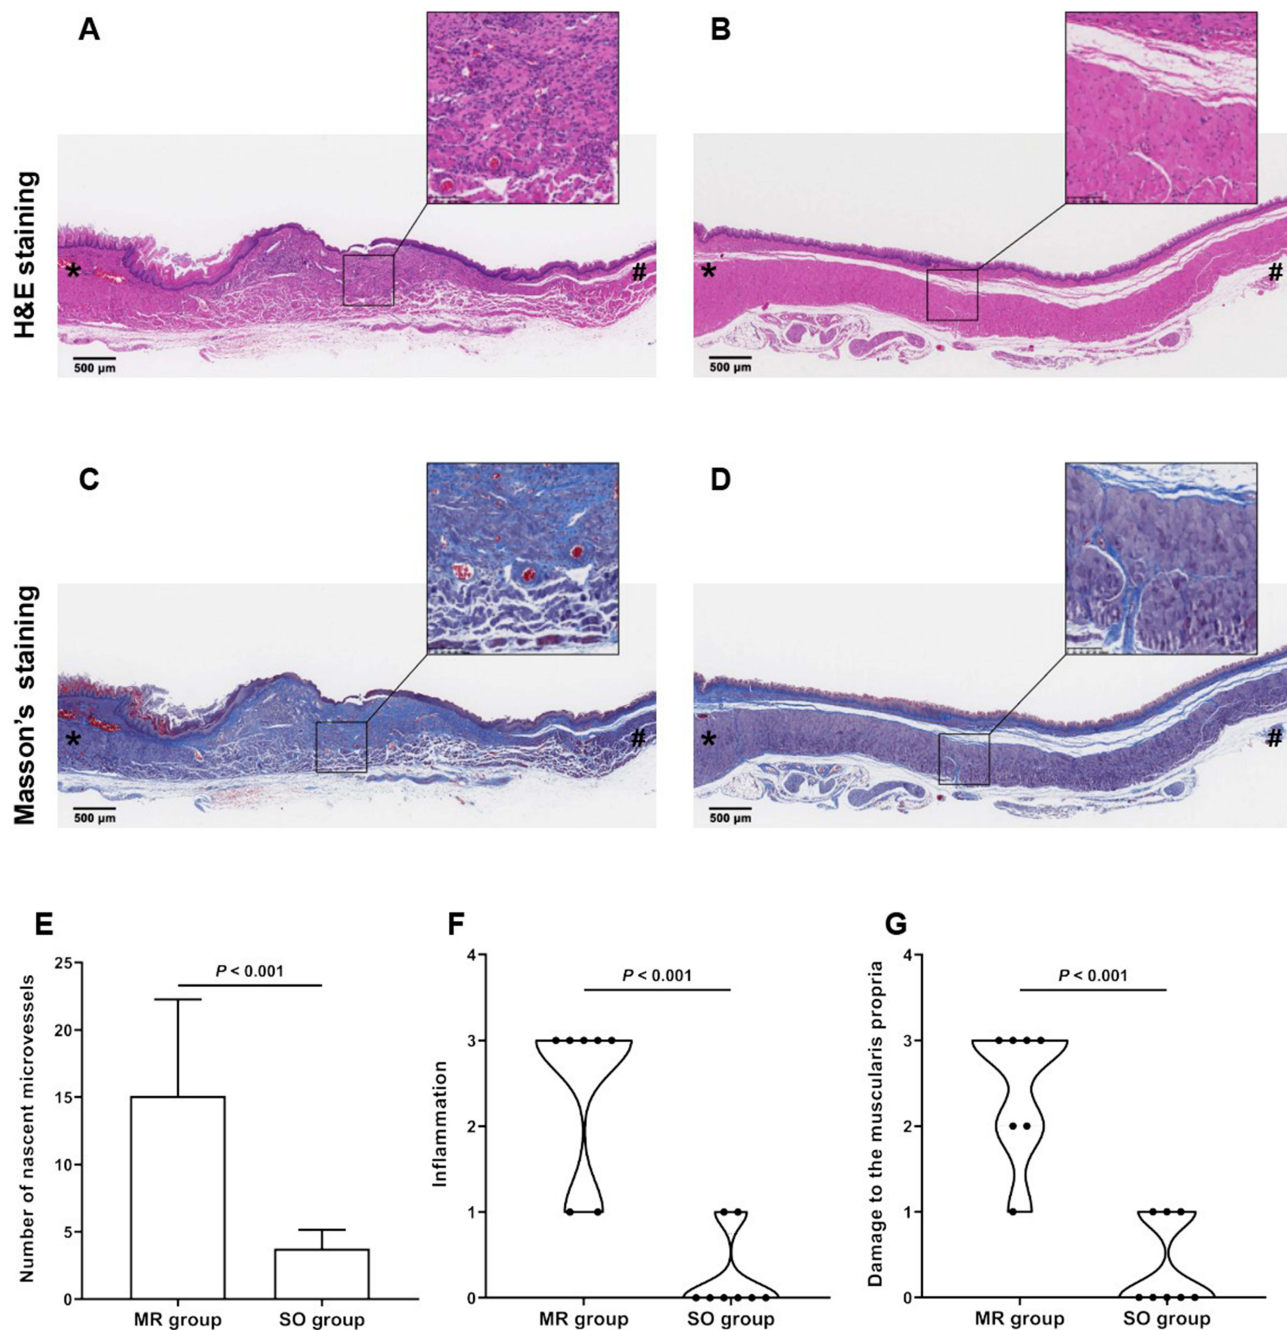 A
B
H&E staining
*
#
500 µm
*
#
500 µm
C
D
Masson's staining
*
#
500 µm
*
#
500 µm
E
Number of nascent microvessels
25
20
15
10
5
0
P < 0.001
MR group
SO group
F
Inflammation
4
3
2
1
0
P < 0.001
MR group
SO group
G
Damage to the muscularis propria
4
3
2
1
0
P < 0.001
MR group
SO group